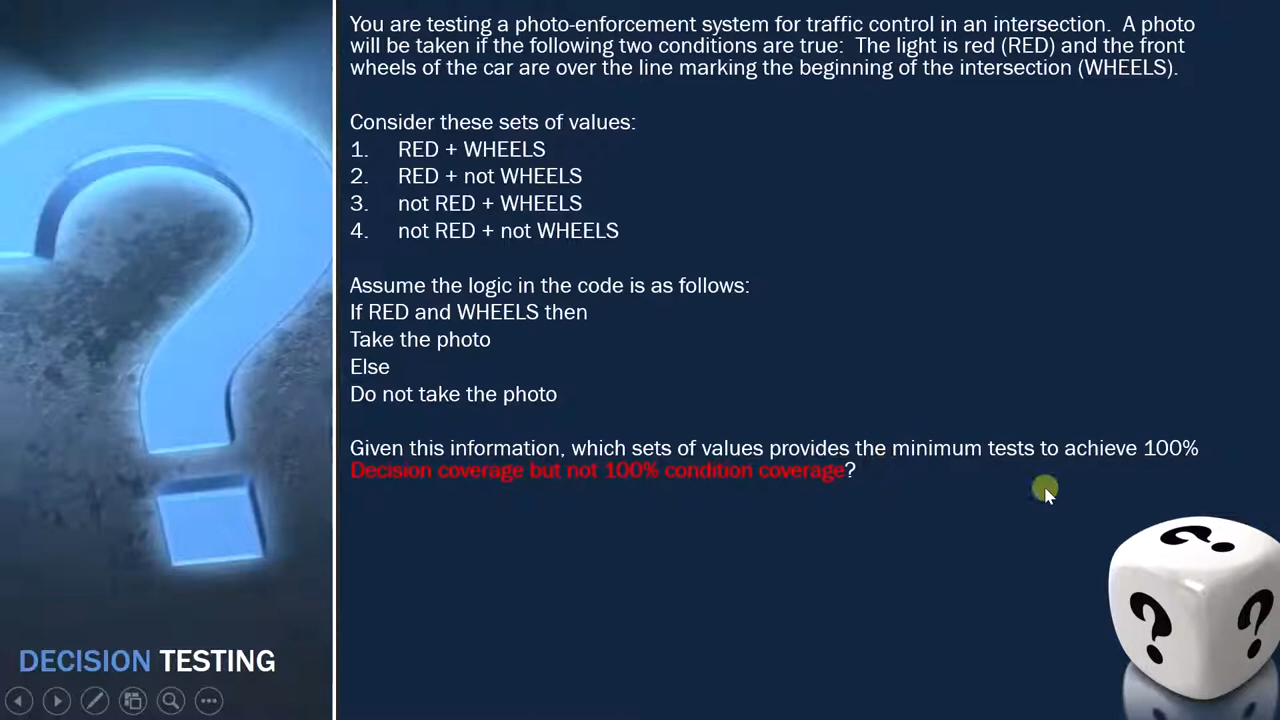 You are testing a photo-enforcement system for traffic control in an intersection. A photo
will be taken if the following two conditions are true: The light is red (RED) and the front
wheels of the car are over the line marking the beginning of the intersection (WHEELS).
Consider these sets of values:
1. RED + WHEELS
2. RED + not WHEELS
3. not RED + WHEELS
4. not RED + not WHEELS
Assume the logic in the code is as follows:
If RED and WHEELS then
Take the photo
Else
Do not take the photo
Given this information, which sets of values provides the minimum tests to achieve 100%
Decision coverage but not 100% condition coverage?
DECISION TESTING